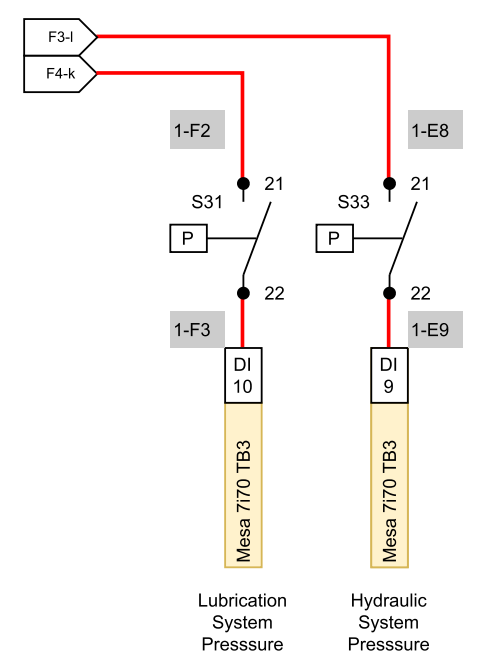 F3-l
F4-k
1-F2
1-E8
21
21
S31
S33
P
P
22
22
1-F3
1-E9
DI
10
DI
9
Mesa 7i70 TB3
Mesa 7i70 TB3
Lubrication
System
Presssure
Hydraulic
System
Presssure